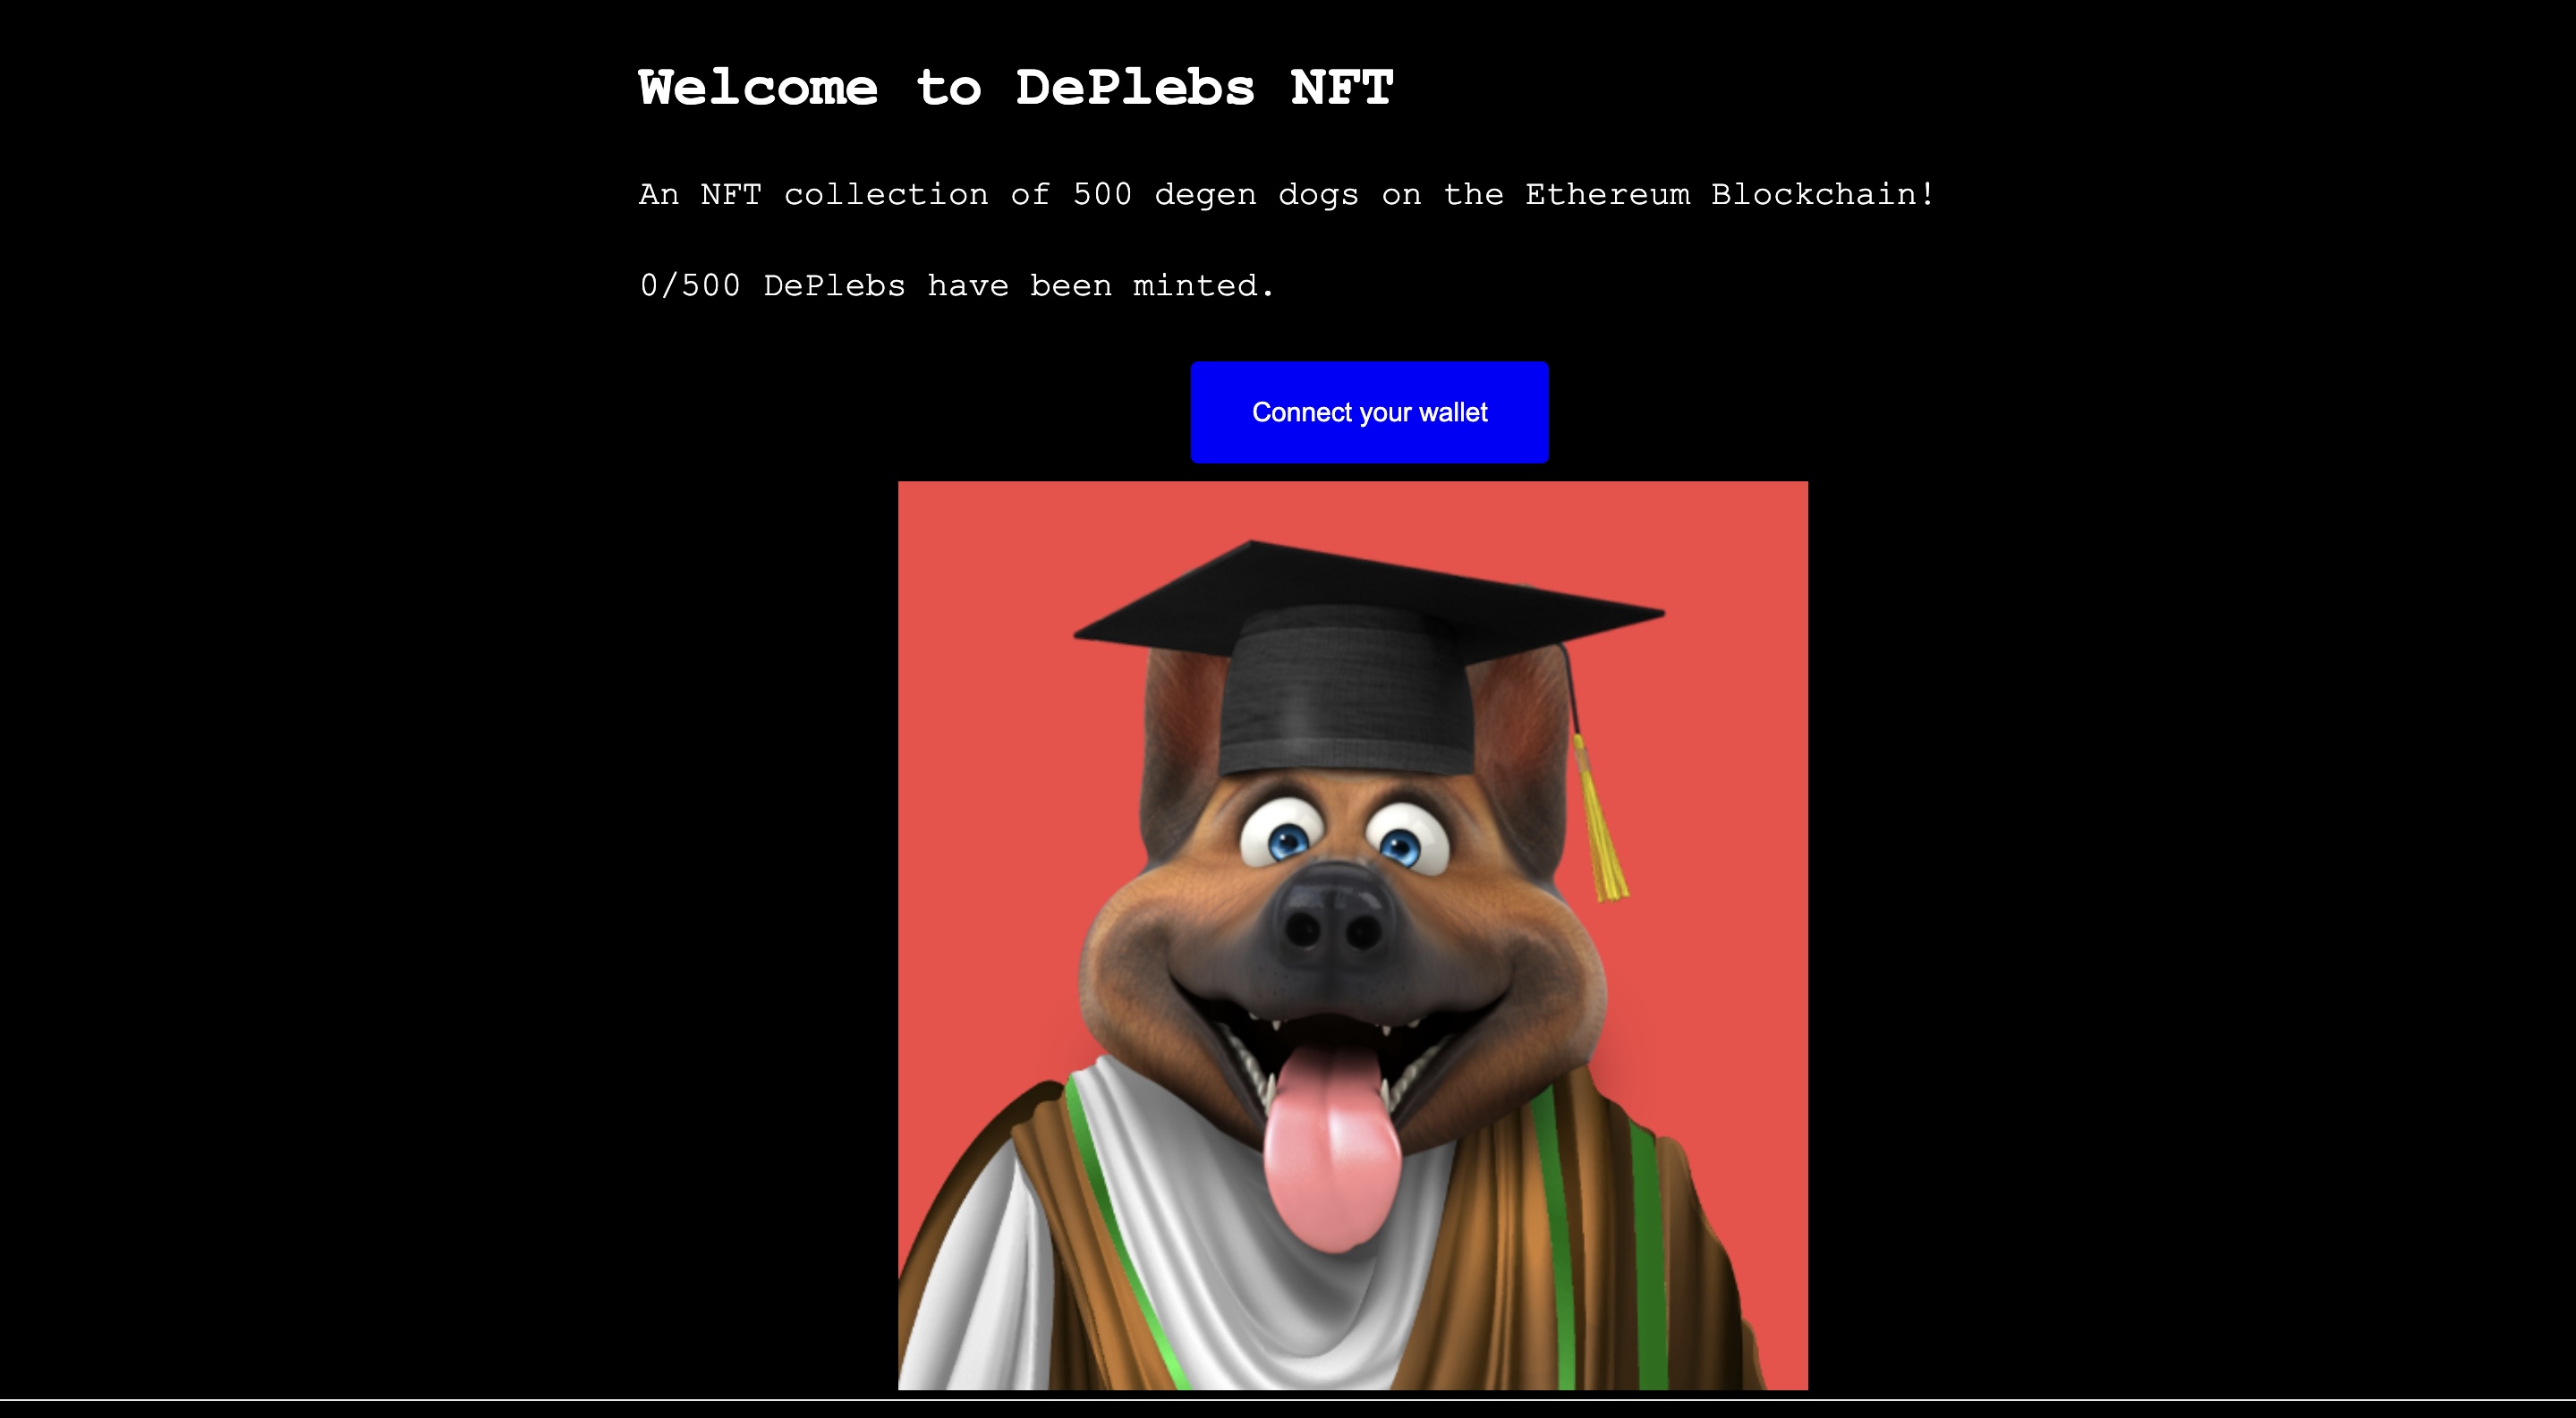 Welcome to DePlebs NFT
An NFT collection of 500 degen dogs on the Ethereum Blockchain!
0/500 DePlebs have been minted.
Connect your wallet